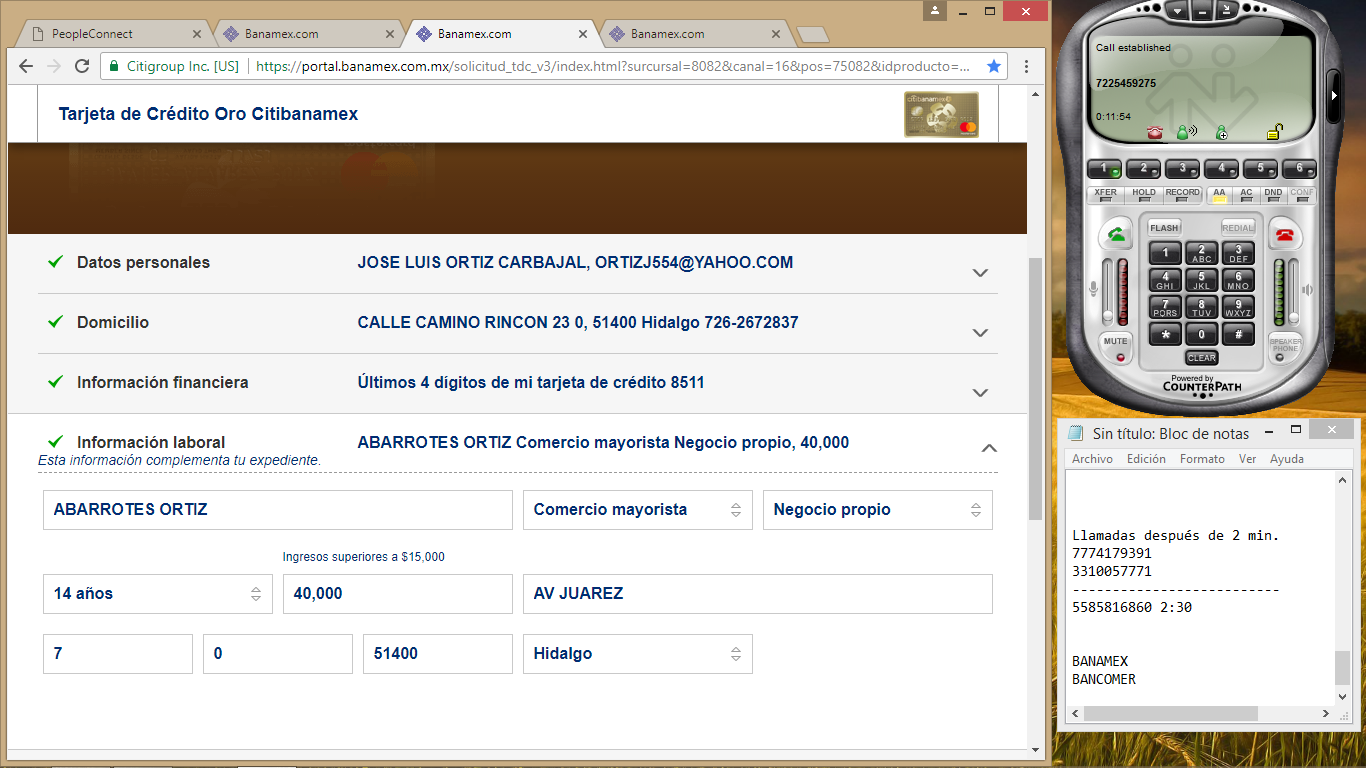 PeopleConnect
Banamex.com
Banamex.com
Banamex.com
Citigroup Inc. [US]
https://portal.banamex.com.mx/solicitud_tdc_v3/index.html?surcursal=8082&canal=16&pos=75082&idproducto=...
Tarjeta de Crédito Oro Citibanamex
citibanamex
Datos personales JOSE LUIS ORTIZ CARBAJAL, ORTIZJ554@YAHOO.COM
Domicilio CALLE CAMINO RINCON 23 0, 51400 Hidalgo 726-2672837
Información financiera Últimos 4 dígitos de mi tarjeta de crédito 8511
Información laboral ABARROTES ORTIZ Comercio mayorista Negocio propio, 40,000
Esta información complementa tu expediente.
ABARROTES ORTIZ Comercio mayorista Negocio propio
Ingresos superiores a $15,000
14 años 40,000 AV JUAREZ
7 0 51400 Hidalgo
Call established
7225459275
0:11:54
1 2 3 4 5 6
XFER HOLD RECORD AA AC DND CONF
FLASH REDIAL
1 2 ABC 3 DEF
4 GHI 5 JKL 6 MNO
7 PQRS 8 TUV 9 WXYZ
* 0 #
MUTE CLEAR SPEAKER PHONE
Powered by
COUNTERPATH
Sin título: Bloc de notas
Archivo Edición Formato Ver Ayuda
Llamadas después de 2 min.
7774179391
3310057771
--------------------------
5585816860 2:30
BANAMEX
BANCOMER